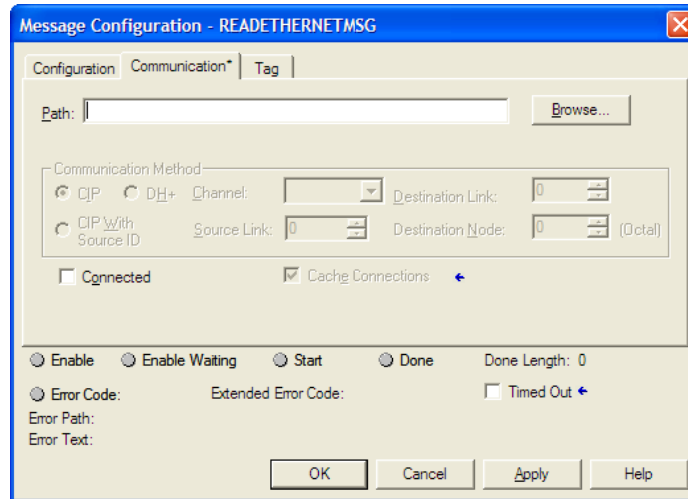 Message Configuration - READETHERNETMSG
Configuration Communication* Tag
Path: Browse...
Communication Method
CIP DH+ Channel: Destination Link: 0
CIP With Source ID Source Link: 0 Destination Node: 0 (Octal)
Connected Cache Connections
Enable Enable Waiting Start Done Done Length: 0
Error Code: Extended Error Code: Timed Out
Error Path:
Error Text:
OK Cancel Apply Help